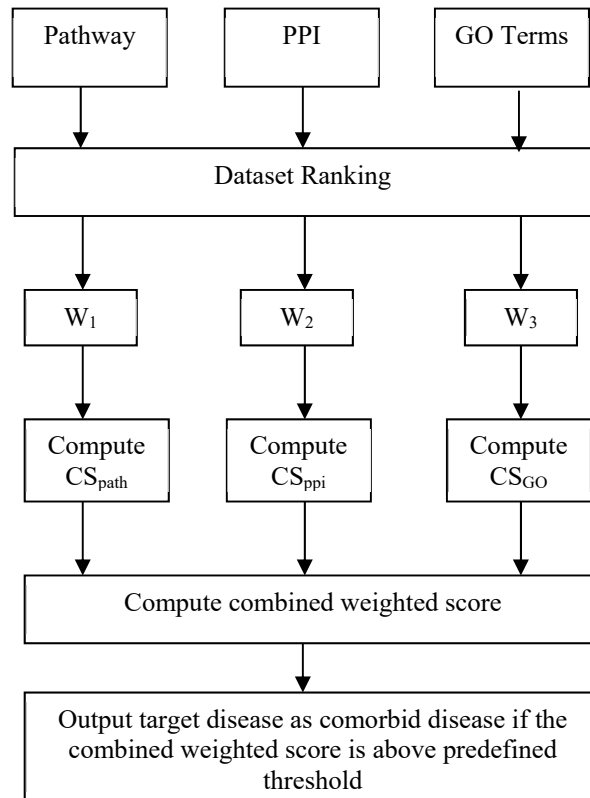 Pathway
PPI
GO Terms
Dataset Ranking
W₁
W₂
W₃
Compute
CSpath
Compute
CSppi
Compute
CSGO
Compute combined weighted score
Output target disease as comorbid disease if the
combined weighted score is above predefined
threshold